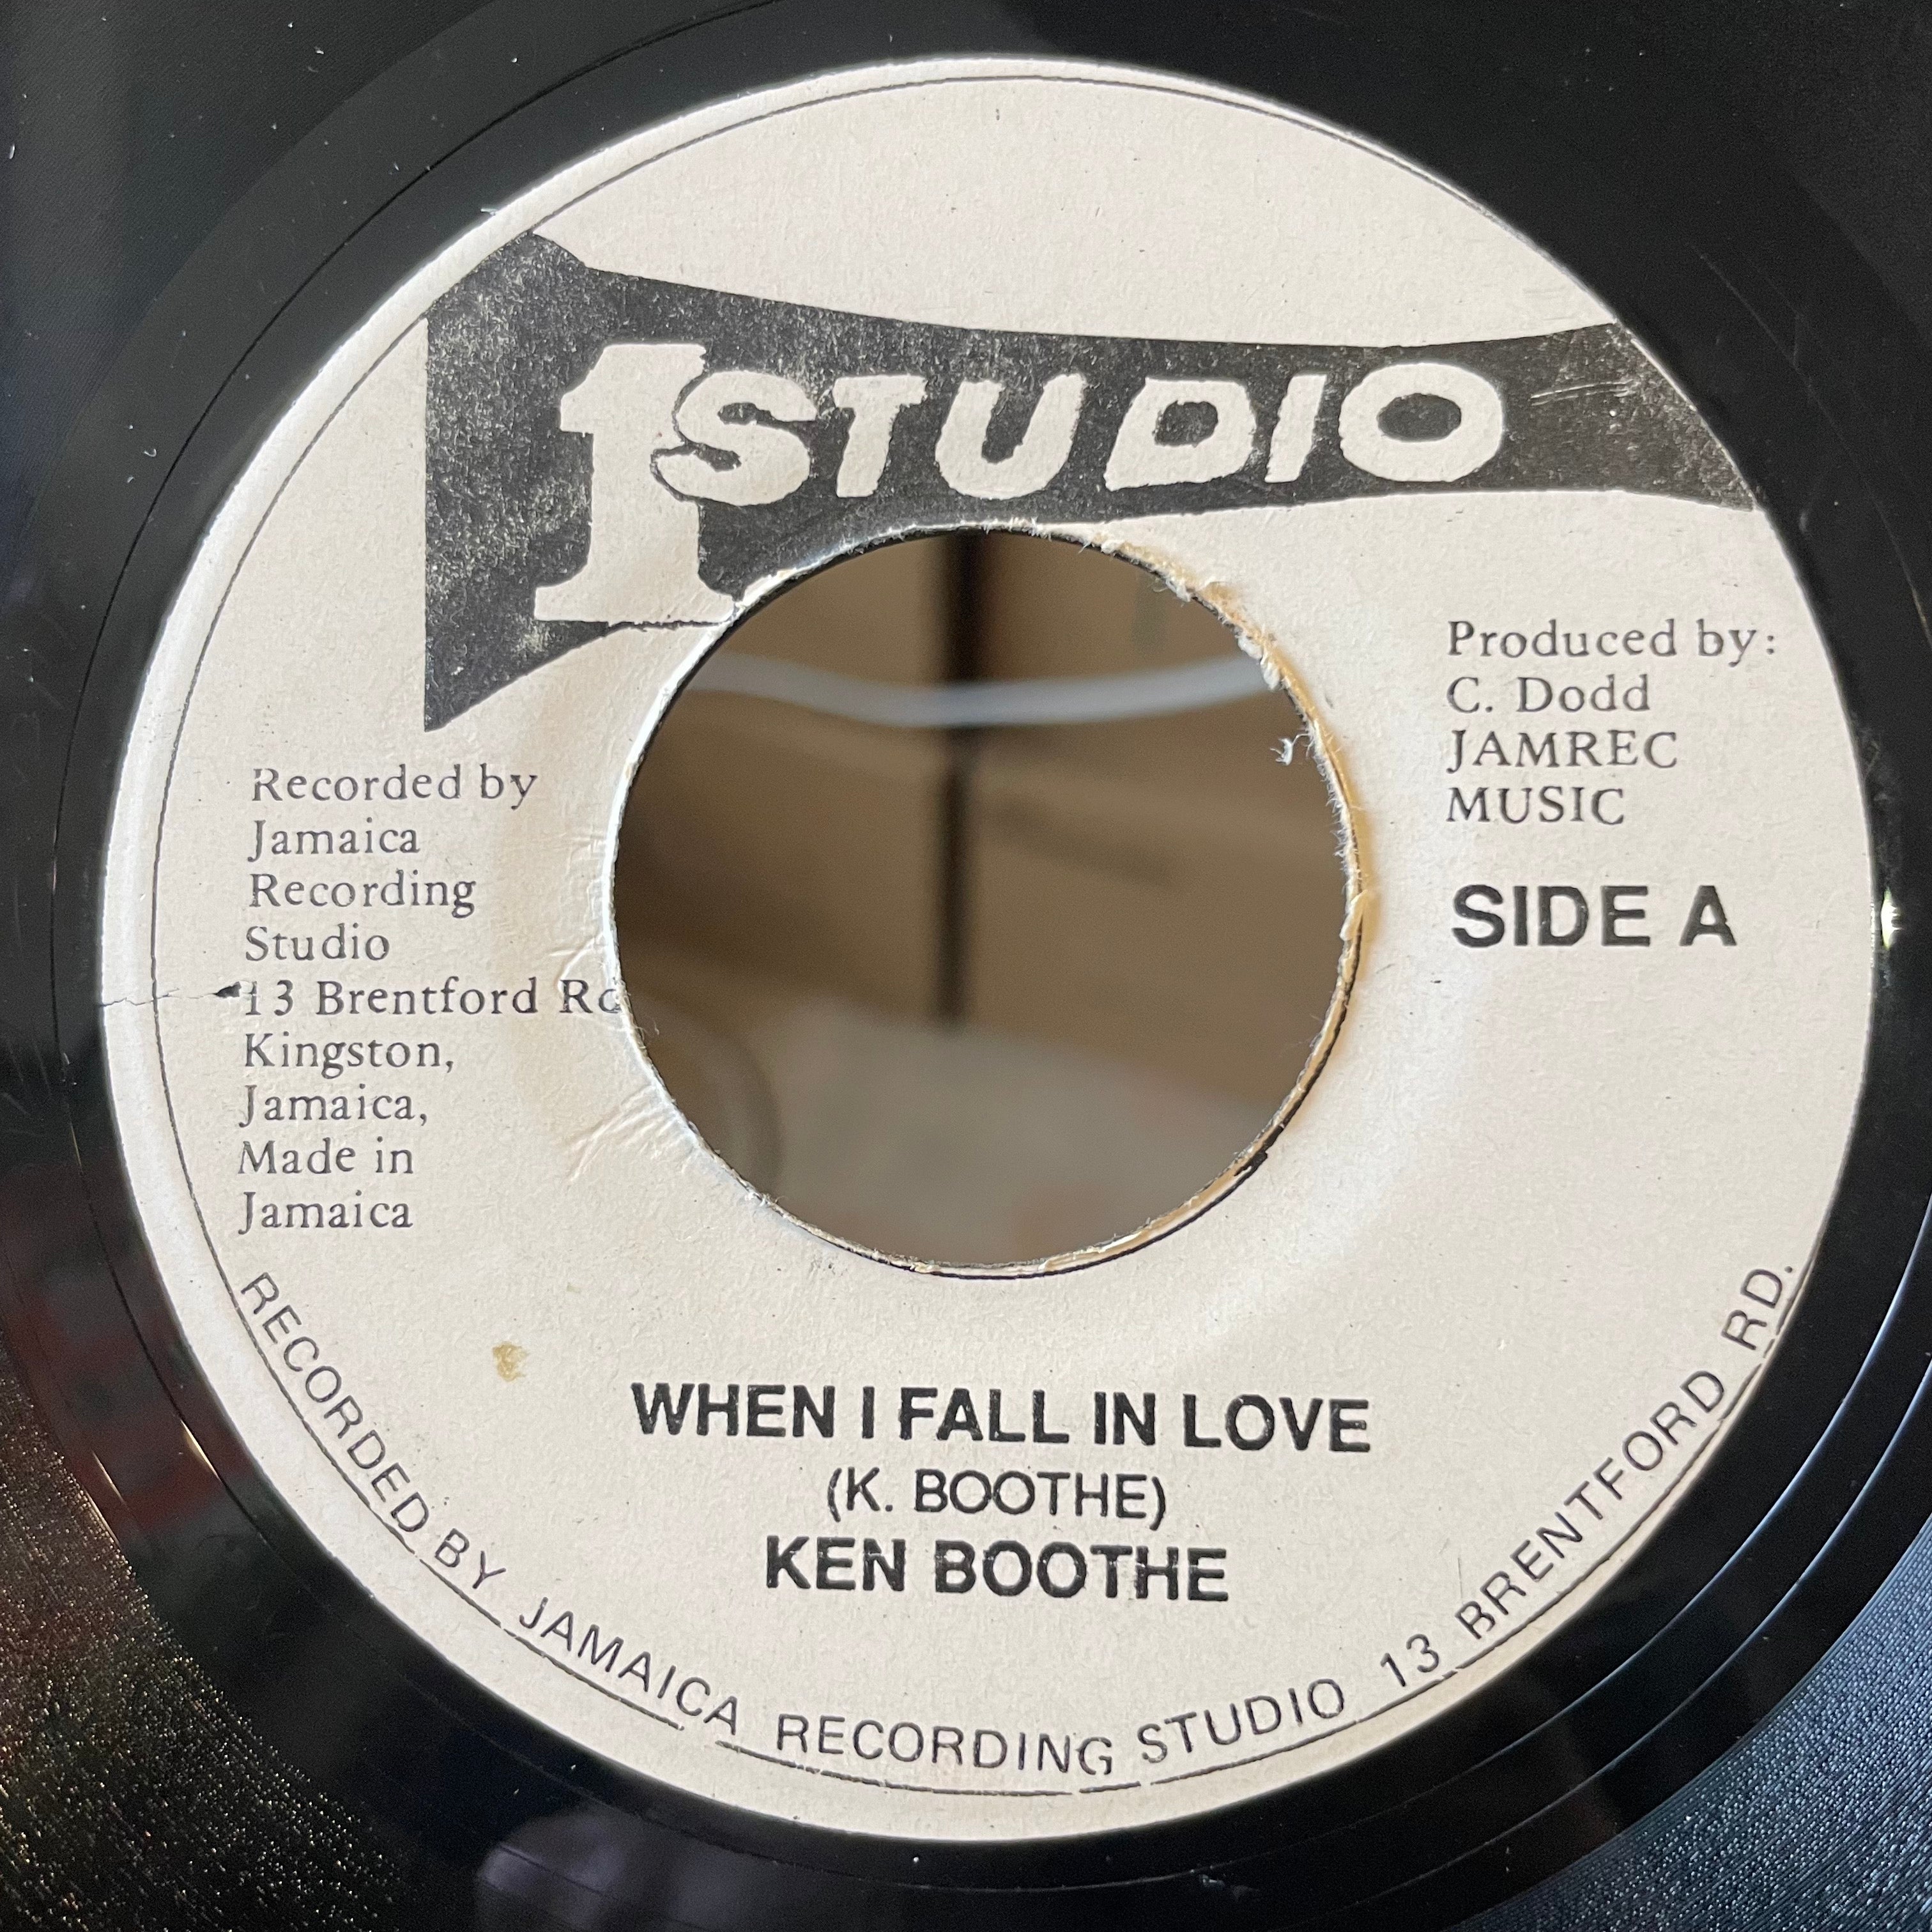 1 STUDIO
Produced by:
C. Dodd
JAMREC
MUSIC
SIDE A
Recorded by
Jamaica
Recording
Studio
13 Brentford Rd
Kingston,
Jamaica,
Made in
Jamaica
WHEN I FALL IN LOVE
(K. BOOTHE)
KEN BOOTHE
RECORDED BY JAMAICA RECORDING STUDIO 13 BRENTFORD RD.